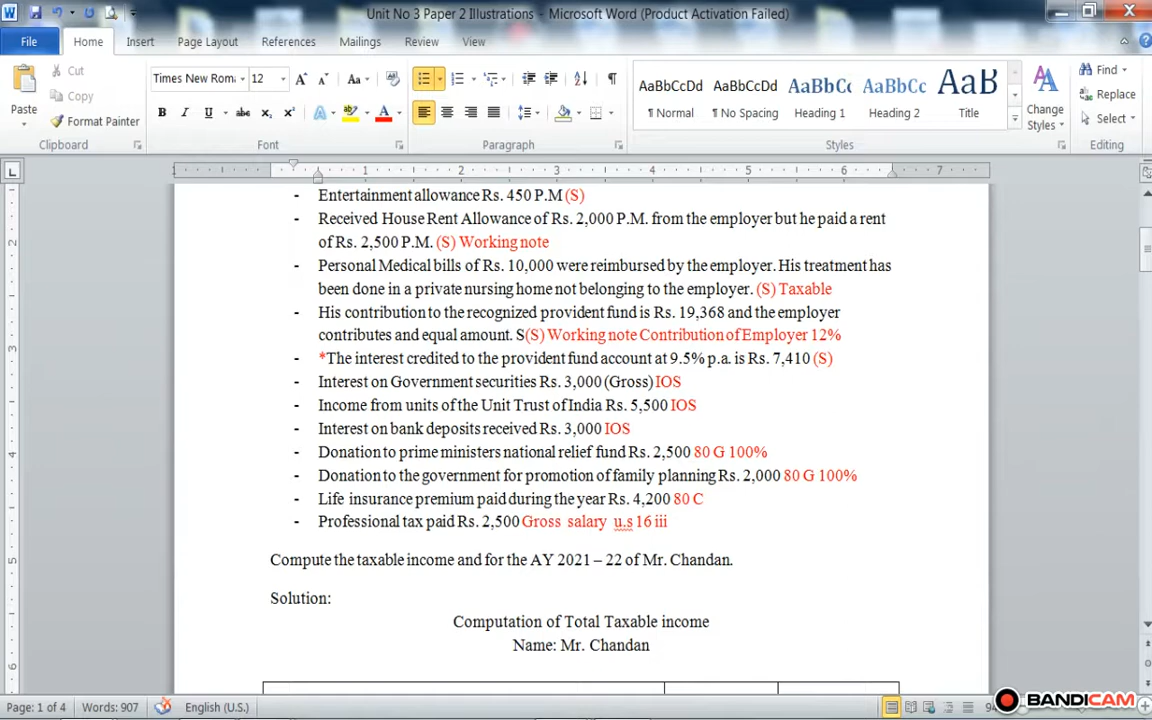 Unit No 3 Paper 2 Illustrations - Microsoft Word (Product Activation Failed)
File Home Insert Page Layout References Mailings Review View
Paste
Cut
Copy
Format Painter
Clipboard
Times New Rom 12
Font
Paragraph
AaBbCcDd AaBbCcDd AaBbCc AaBbCc AaB
¶ Normal ¶ No Spacing Heading 1 Heading 2 Title
Styles
Change Styles
Find
Replace
Select
Editing
- Entertainment allowance Rs. 450 P.M (S)
- Received House Rent Allowance of Rs. 2,000 P.M. from the employer but he paid a rent
of Rs. 2,500 P.M. (S) Working note
- Personal Medical bills of Rs. 10,000 were reimbursed by the employer. His treatment has
been done in a private nursing home not belonging to the employer. (S) Taxable
- His contribution to the recognized provident fund is Rs. 19,368 and the employer
contributes and equal amount. S(S) Working note Contribution of Employer 12%
- *The interest credited to the provident fund account at 9.5% p.a. is Rs. 7,410 (S)
- Interest on Government securities Rs. 3,000 (Gross) IOS
- Income from units of the Unit Trust of India Rs. 5,500 IOS
- Interest on bank deposits received Rs. 3,000 IOS
- Donation to prime ministers national relief fund Rs. 2,500 80 G 100%
- Donation to the government for promotion of family planning Rs. 2,000 80 G 100%
- Life insurance premium paid during the year Rs. 4,200 80 C
- Professional tax paid Rs. 2,500 Gross salary u.s 16 iii
Compute the taxable income and for the AY 2021 – 22 of Mr. Chandan.
Solution:
Computation of Total Taxable income
Name: Mr. Chandan
Page: 1 of 4 Words: 907 English (U.S.)
BANDICAM